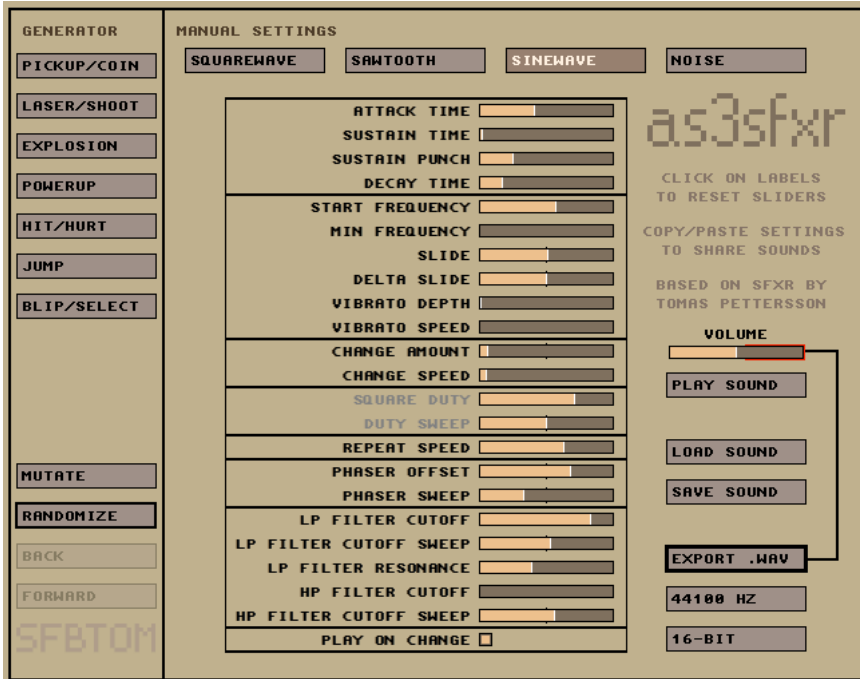 GENERATOR
PICKUP/COIN
LASER/SHOOT
EXPLOSION
POWERUP
HIT/HURT
JUMP
BLIP/SELECT
MUTATE
RANDOMIZE
BACK
FORWARD
SFBTOM
MANUAL SETTINGS
SQUAREWAVE
SAWTOOTH
SINEWAVE
NOISE
ATTACK TIME
SUSTAIN TIME
SUSTAIN PUNCH
DECAY TIME
START FREQUENCY
MIN FREQUENCY
SLIDE
DELTA SLIDE
VIBRATO DEPTH
VIBRATO SPEED
CHANGE AMOUNT
CHANGE SPEED
SQUARE DUTY
DUTY SWEEP
REPEAT SPEED
PHASER OFFSET
PHASER SWEEP
LP FILTER CUTOFF
LP FILTER CUTOFF SWEEP
LP FILTER RESONANCE
HP FILTER CUTOFF
HP FILTER CUTOFF SWEEP
PLAY ON CHANGE
as3sfxr
CLICK ON LABELS
TO RESET SLIDERS
COPY/PASTE SETTINGS
TO SHARE SOUNDS
BASED ON SFXR BY
TOMAS PETTERSSON
VOLUME
PLAY SOUND
LOAD SOUND
SAVE SOUND
EXPORT .WAV
44100 HZ
16-BIT